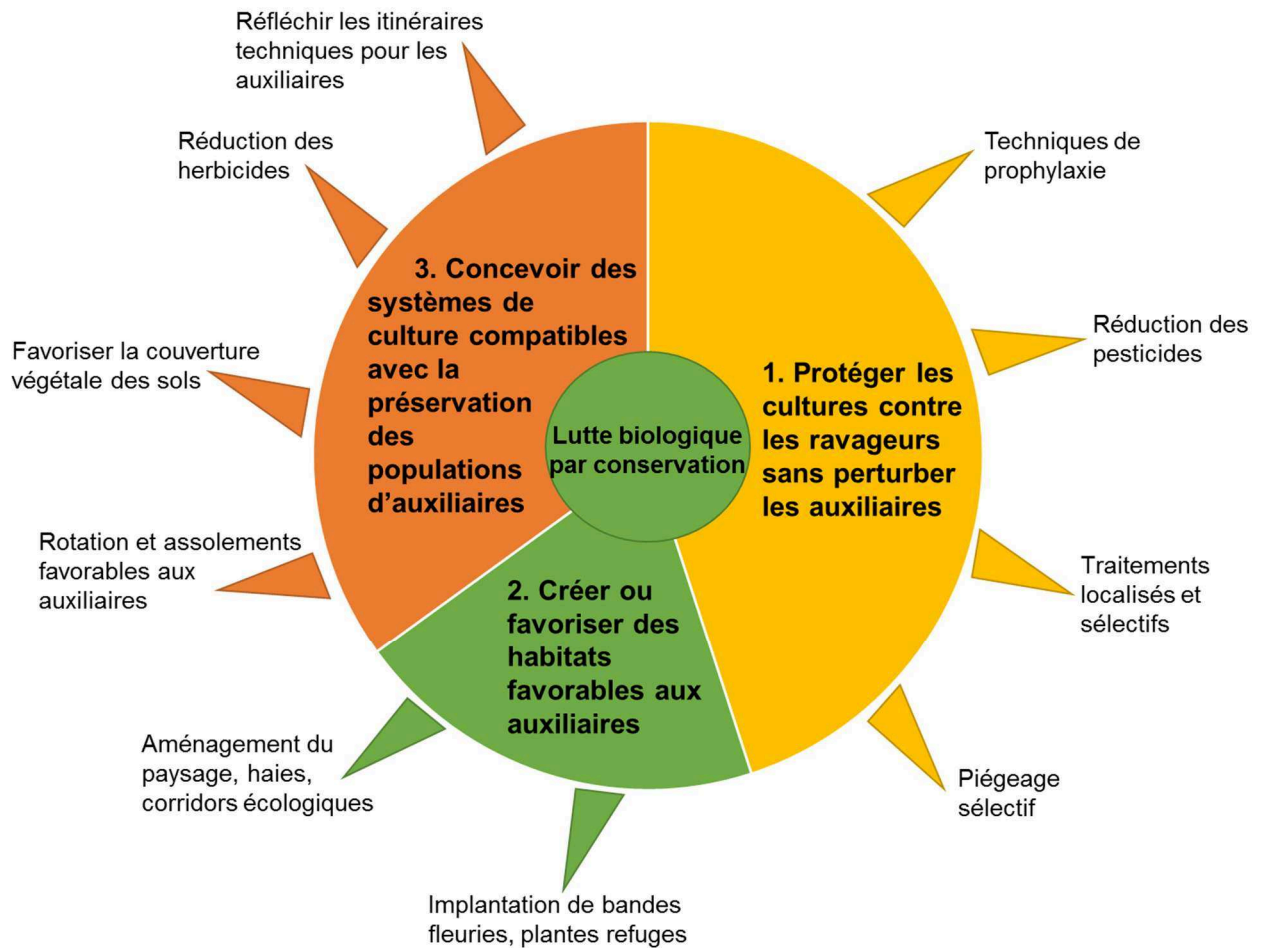 Réfléchir les itinéraires
techniques pour les
auxiliaires
Réduction des
herbicides
Techniques de
prophylaxie
3. Concevoir des
systèmes de
culture compatibles
avec la
préservation
des
populations
d’auxiliaires
Favoriser la couverture
végétale des sols
Réduction des
pesticides
1. Protéger les
cultures contre
les ravageurs
sans perturber
les auxiliaires
Lutte biologique
par conservation
Rotation et assolements
favorables aux
auxiliaires
Traitements
localisés et
sélectifs
2. Créer ou
favoriser des
habitats
favorables aux
auxiliaires
Aménagement du
paysage, haies,
corridors écologiques
Piégeage
sélectif
Implantation de bandes
fleuries, plantes refuges